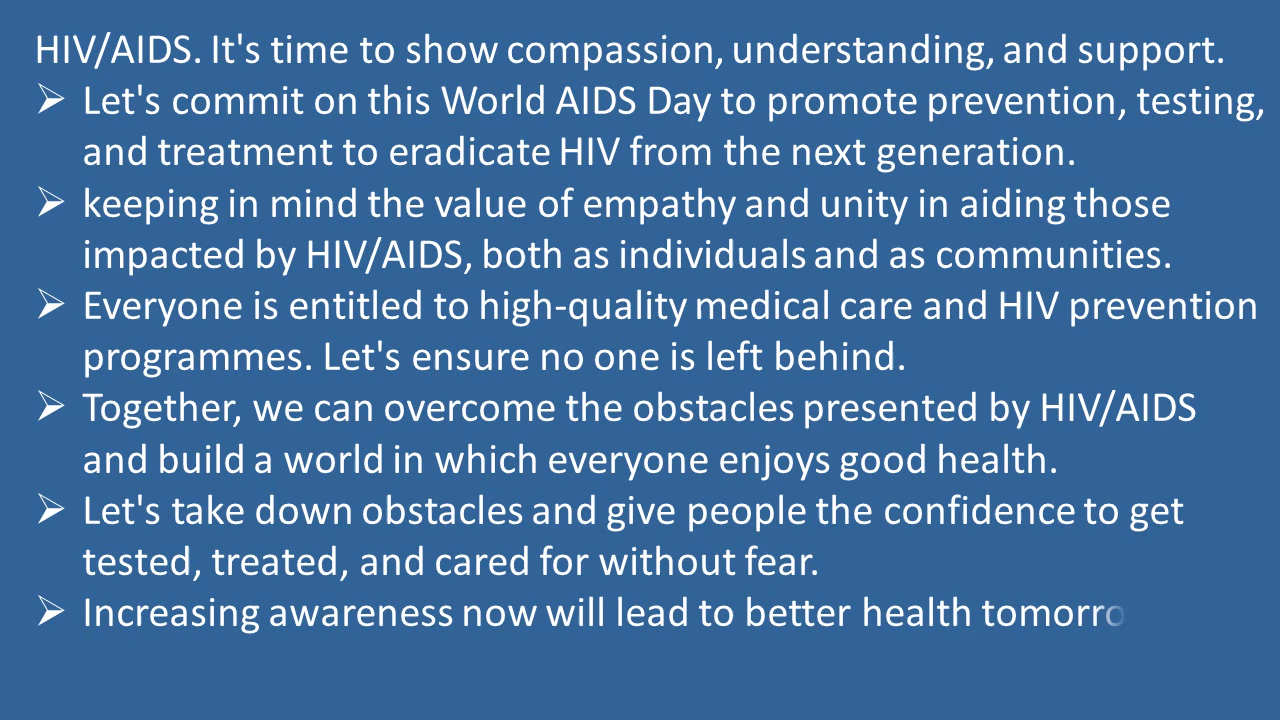 HIV/AIDS. It's time to show compassion, understanding, and support.
➢ Let's commit on this World AIDS Day to promote prevention, testing,
and treatment to eradicate HIV from the next generation.
➢ keeping in mind the value of empathy and unity in aiding those
impacted by HIV/AIDS, both as individuals and as communities.
➢ Everyone is entitled to high-quality medical care and HIV prevention
programmes. Let's ensure no one is left behind.
➢ Together, we can overcome the obstacles presented by HIV/AIDS
and build a world in which everyone enjoys good health.
➢ Let's take down obstacles and give people the confidence to get
tested, treated, and cared for without fear.
➢ Increasing awareness now will lead to better health tomorro